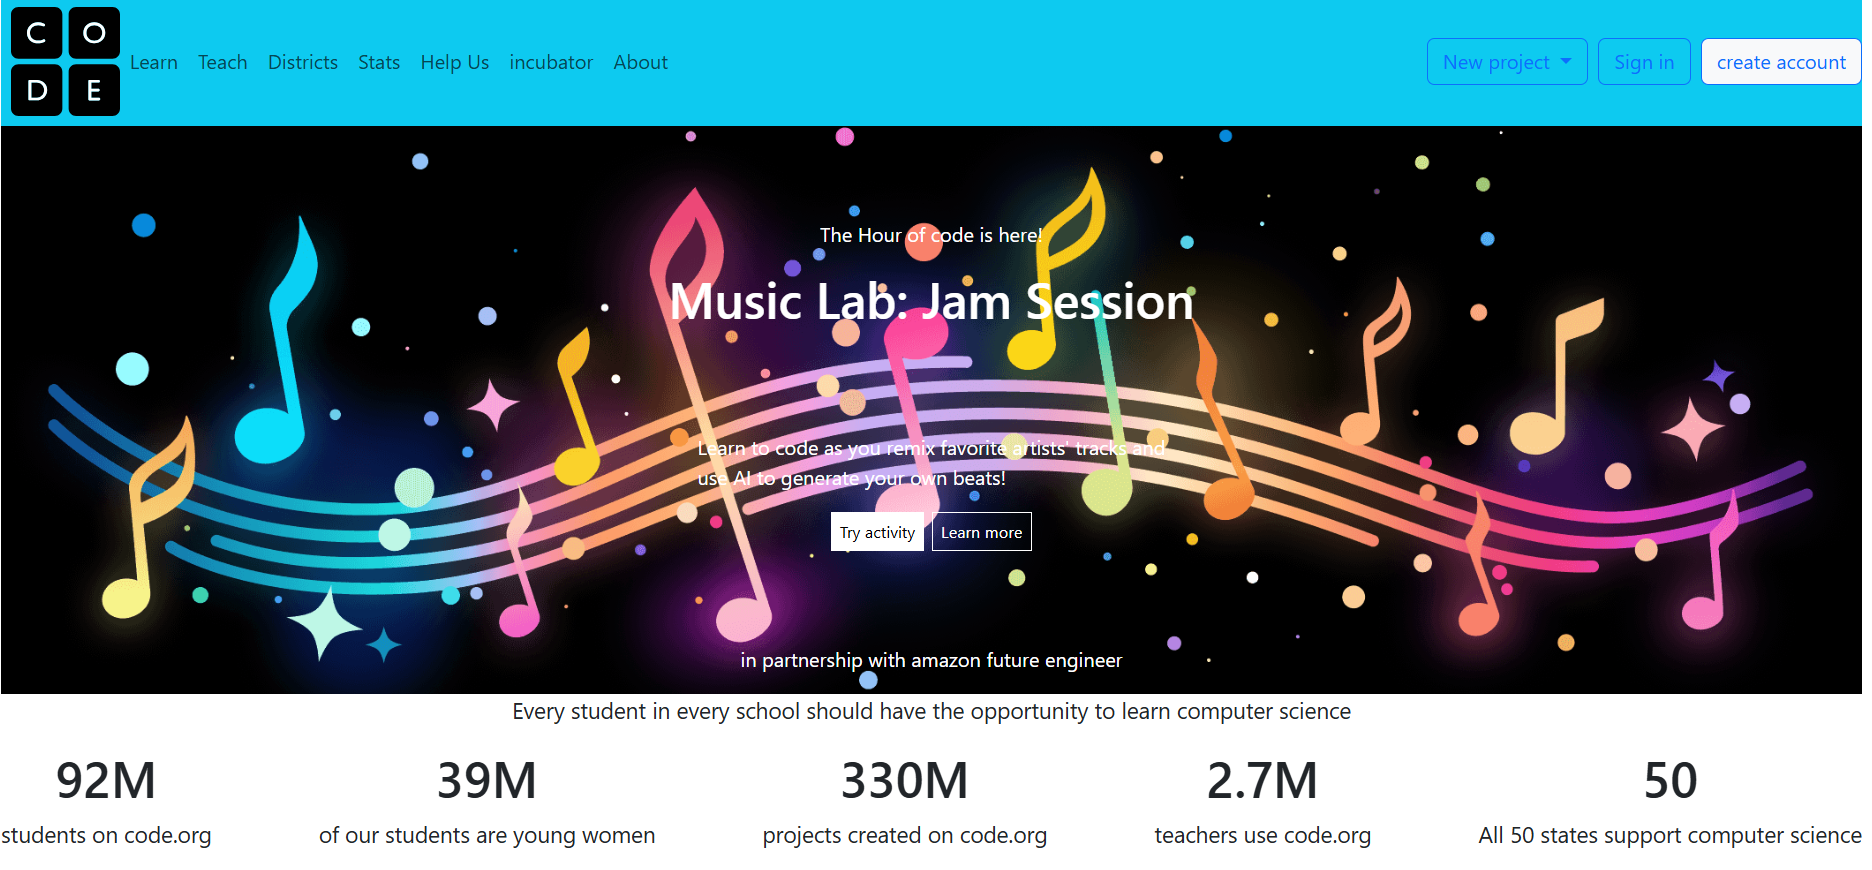 C O
D E
Learn Teach Districts Stats Help Us incubator About
New project Sign in create account
The Hour of code is here!
Music Lab: Jam Session
Learn to code as you remix favorite artists' tracks and
use AI to generate your own beats!
Try activity Learn more
in partnership with amazon future engineer
Every student in every school should have the opportunity to learn computer science
92M 39M 330M 2.7M 50
students on code.org of our students are young women projects created on code.org teachers use code.org All 50 states support computer science